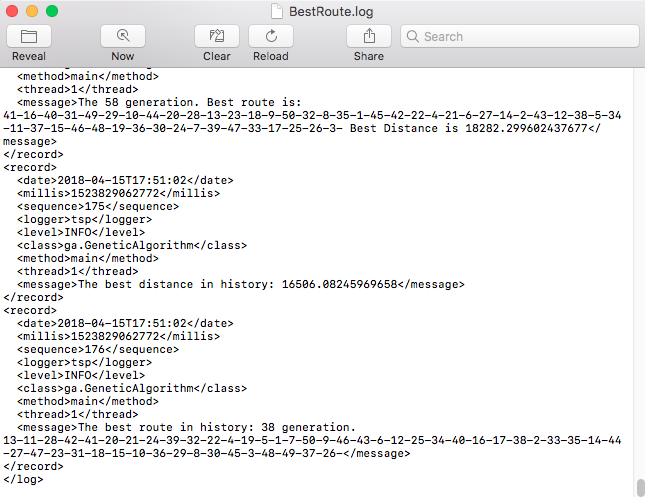 BestRoute.log
Reveal
Now
Clear
Reload
Share
Search
<method>main</method>
<thread>1</thread>
<message>The 58 generation. Best route is:
41-16-40-31-49-29-10-44-20-28-13-23-18-9-50-32-8-35-1-45-42-22-4-21-6-27-14-2-43-12-38-5-34
-11-37-15-46-48-19-36-30-24-7-39-47-33-17-25-26-3- Best Distance is 18282.299602437677</
message>
</record>
<record>
<date>2018-04-15T17:51:02</date>
<millis>1523829062772</millis>
<sequence>175</sequence>
<logger>tsp</logger>
<level>INFO</level>
<class>ga.GeneticAlgorithm</class>
<method>main</method>
<thread>1</thread>
<message>The best distance in history: 16506.08245969658</message>
</record>
<record>
<date>2018-04-15T17:51:02</date>
<millis>1523829062772</millis>
<sequence>176</sequence>
<logger>tsp</logger>
<level>INFO</level>
<class>ga.GeneticAlgorithm</class>
<method>main</method>
<thread>1</thread>
<message>The best route in history: 38 generation.
13-11-28-42-41-20-21-24-39-32-22-4-19-5-1-7-50-9-46-43-6-12-25-34-40-16-17-38-2-33-35-14-44
-27-47-23-31-18-15-10-36-29-8-30-45-3-48-49-37-26-</message>
</record>
</log>